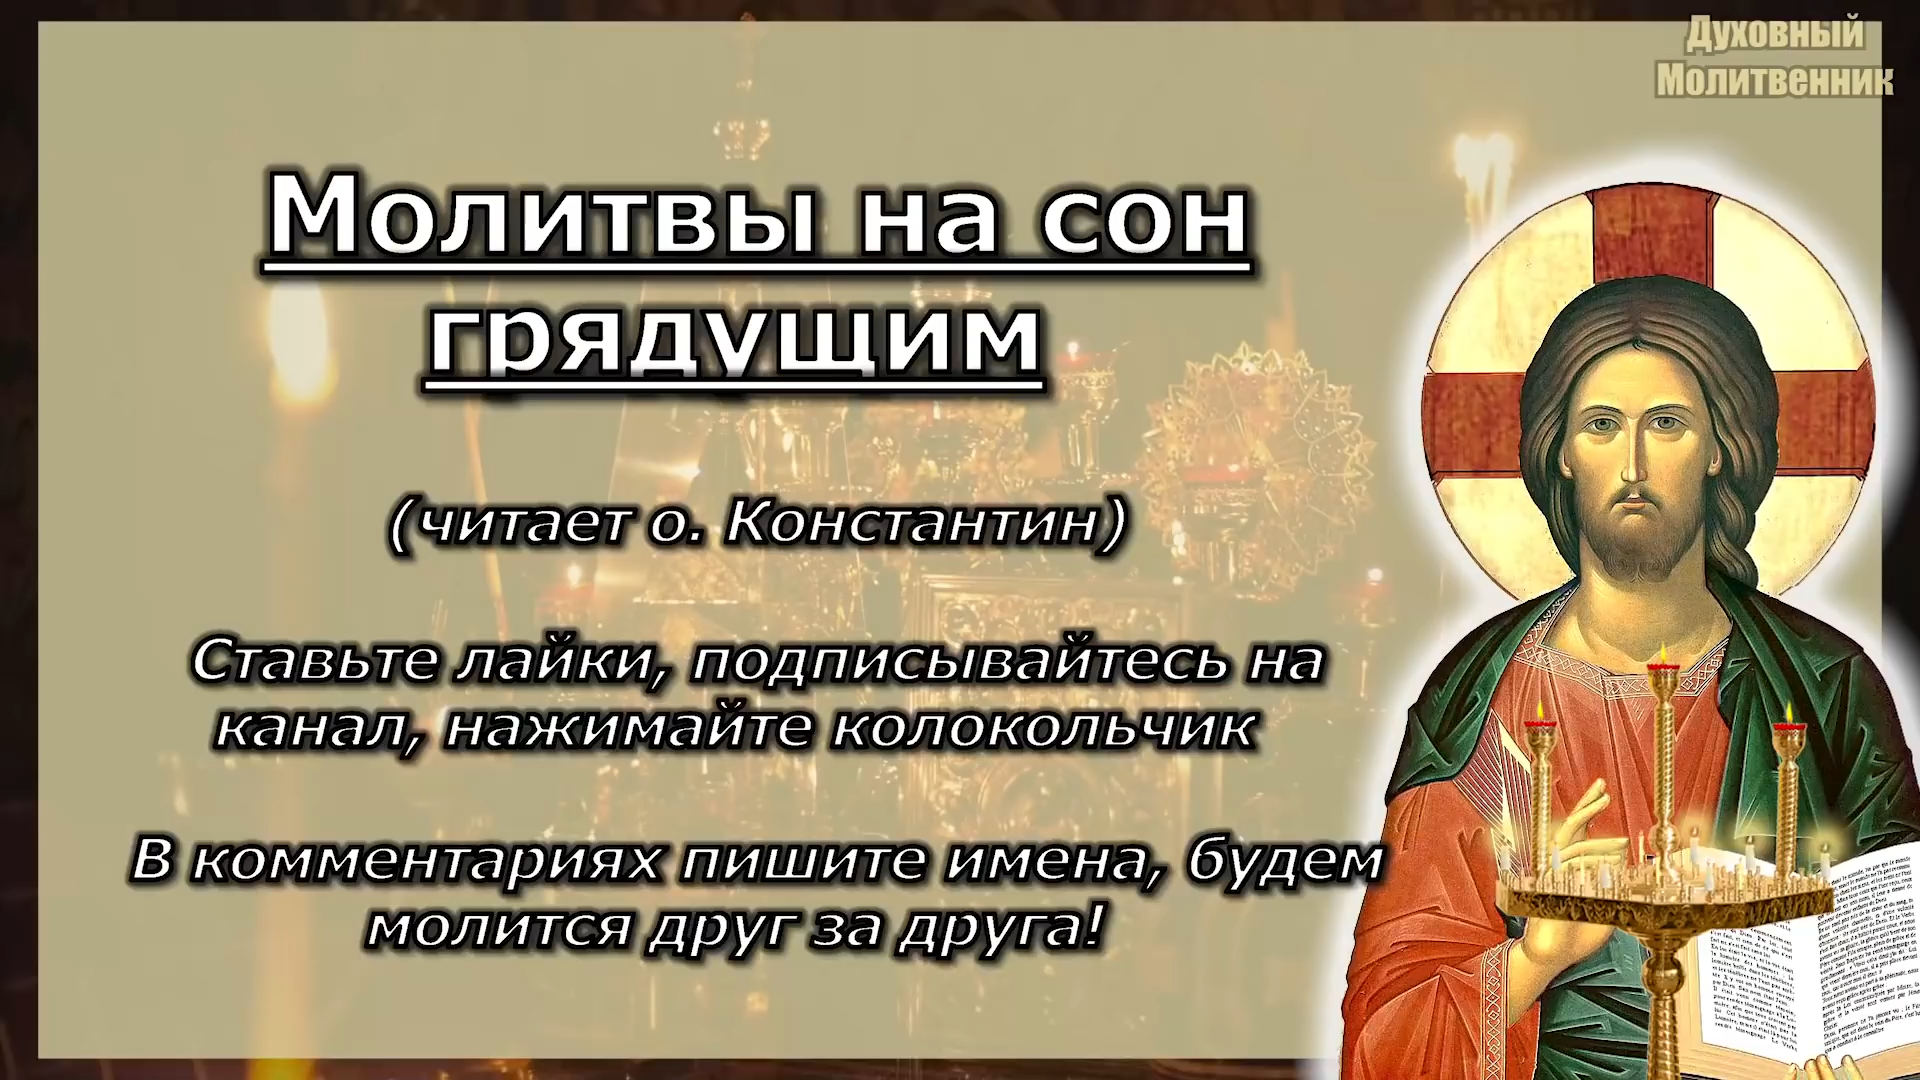 Духовный
Молитвенник
Молитвы на сон
грядущим
(читает о. Константин)
Ставьте лайки, подписывайтесь на
канал, нажимайте колокольчик
В комментариях пишите имена, будем
молится друг за друга!